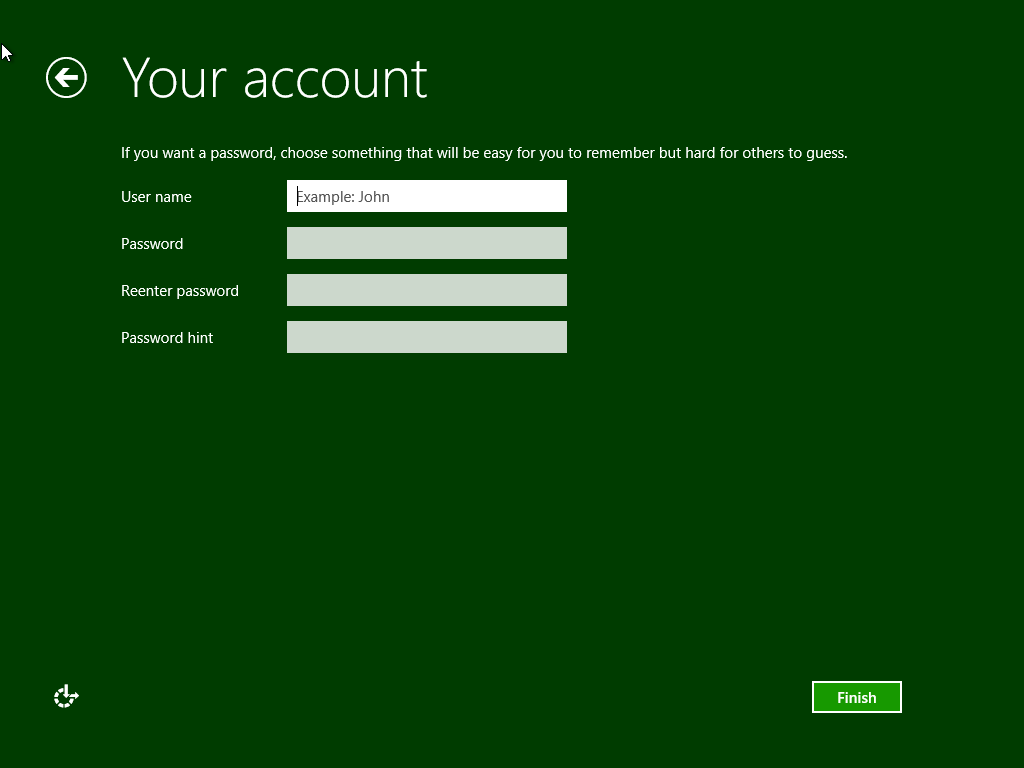 Your account
If you want a password, choose something that will be easy for you to remember but hard for others to guess.
User name
Example: John
Password
Reenter password
Password hint
Finish